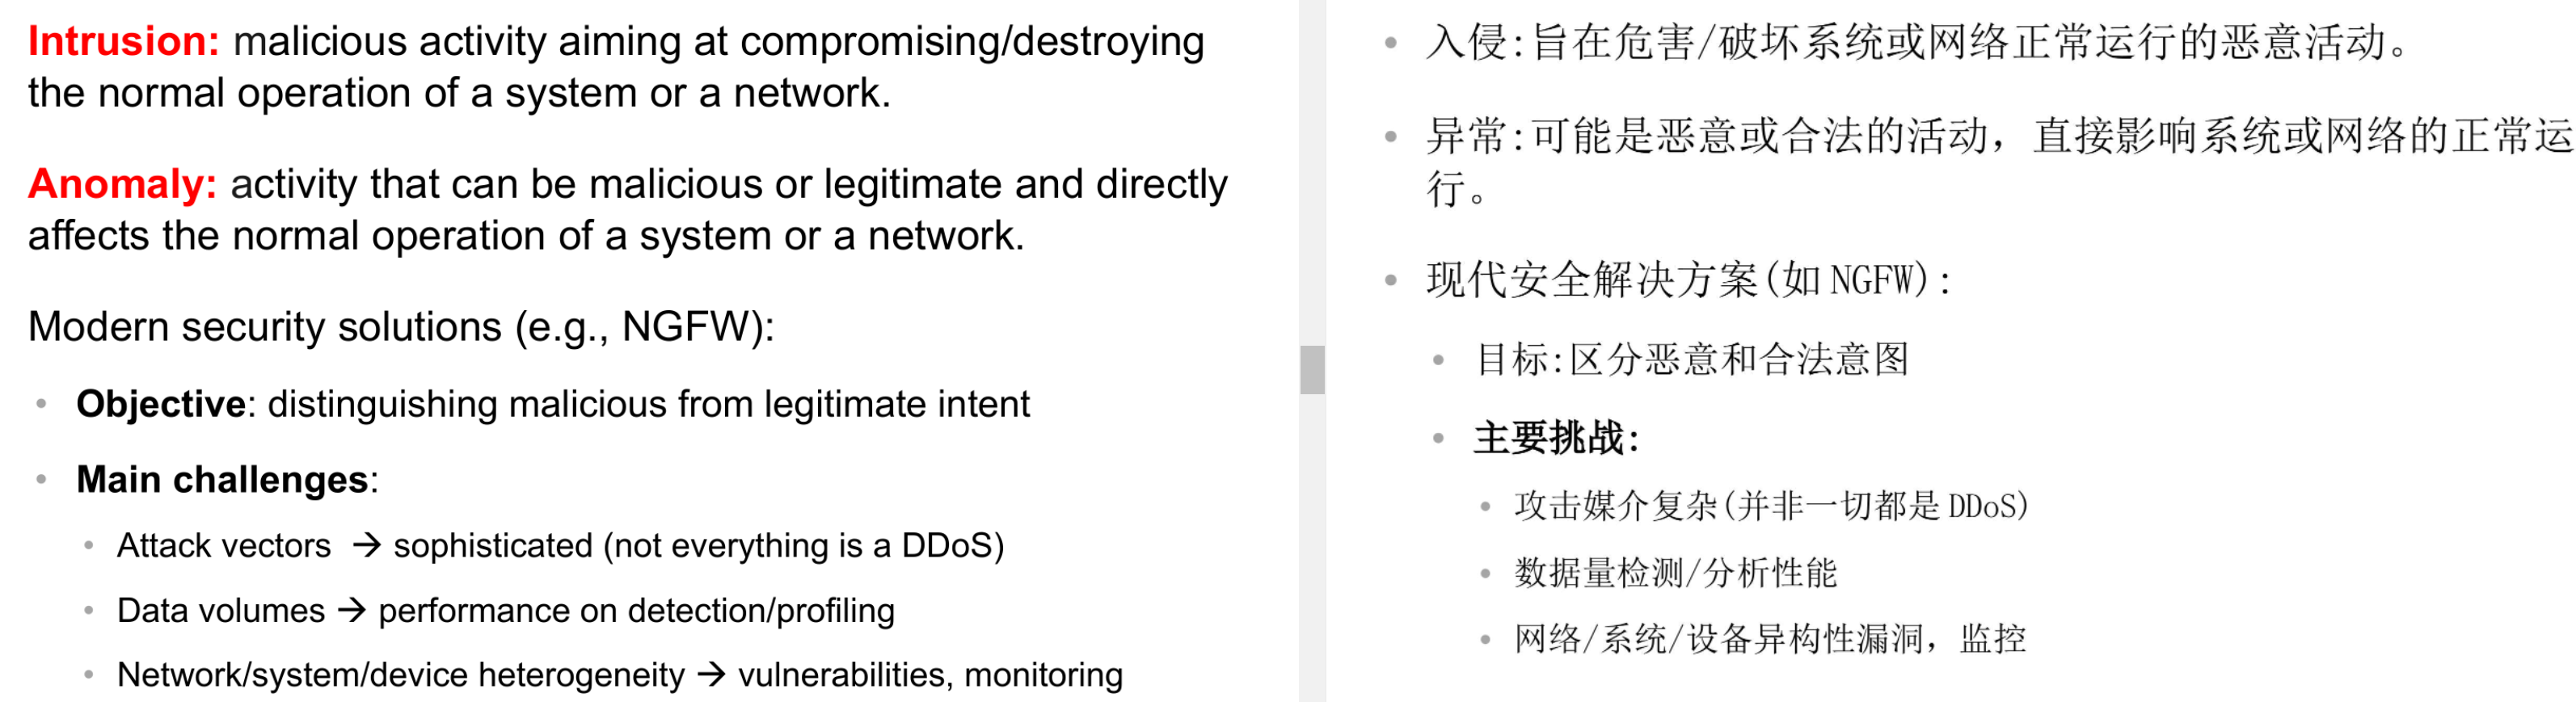 Intrusion: malicious activity aiming at compromising/destroying
the normal operation of a system or a network.
Anomaly: activity that can be malicious or legitimate and directly
affects the normal operation of a system or a network.
Modern security solutions (e.g., NGFW):
• Objective: distinguishing malicious from legitimate intent
• Main challenges:
• Attack vectors → sophisticated (not everything is a DDoS)
• Data volumes → performance on detection/profiling
• Network/system/device heterogeneity → vulnerabilities, monitoring
• 入侵:旨在危害/破坏系统或网络正常运行的恶意活动。
• 异常:可能是恶意或合法的活动，直接影响系统或网络的正常运
行。
• 现代安全解决方案(如 NGFW):
• 目标:区分恶意和合法意图
• 主要挑战:
• 攻击媒介复杂(并非一切都是 DDoS)
• 数据量检测/分析性能
• 网络/系统/设备异构性漏洞，监控